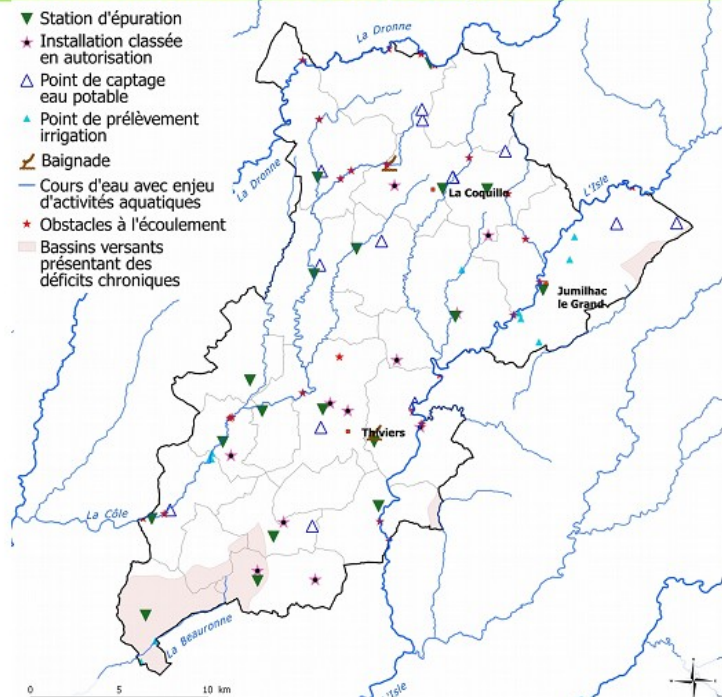 Station d'épuration
Installation classée
en autorisation
Point de captage
eau potable
Point de prélèvement
irrigation
Baignade
Cours d'eau avec enjeu
d'activités aquatiques
Obstacles à l'écoulement
Bassins versants
présentant des
déficits chroniques
La Dronne
La Dronne
La Coquille
L'Isle
Jumilhac
le Grand
Thiviers
La Côle
La Beauronne
L'Isle
0 5 10 km